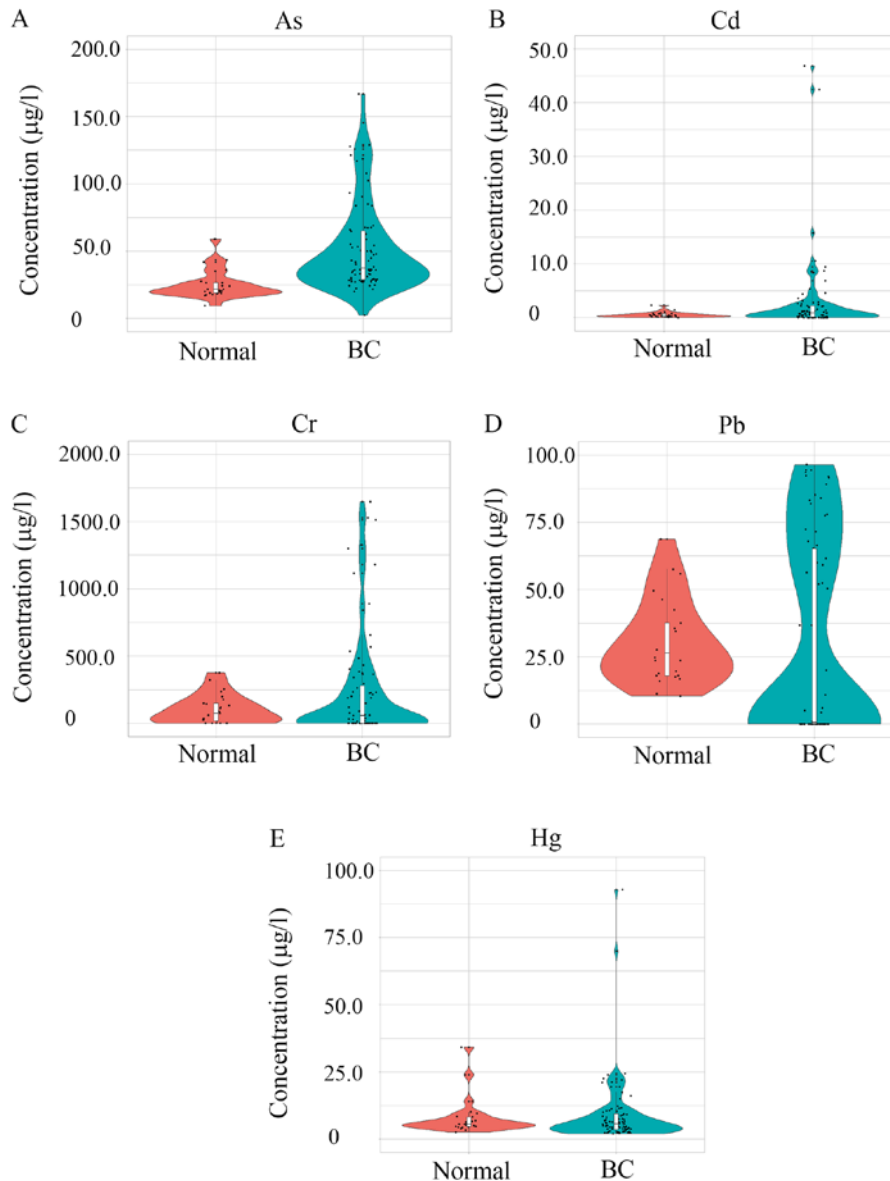 A
As
Concentration (μg/l)
200.0
150.0
100.0
50.0
0
Normal
BC
B
Cd
Concentration (μg/l)
50.0
40.0
30.0
20.0
10.0
0
Normal
BC
C
Cr
Concentration (μg/l)
2000.0
1500.0
1000.0
500.0
0
Normal
BC
D
Pb
Concentration (μg/l)
100.0
75.0
50.0
25.0
0
Normal
BC
E
Hg
Concentration (μg/l)
100.0
75.0
50.0
25.0
0
Normal
BC